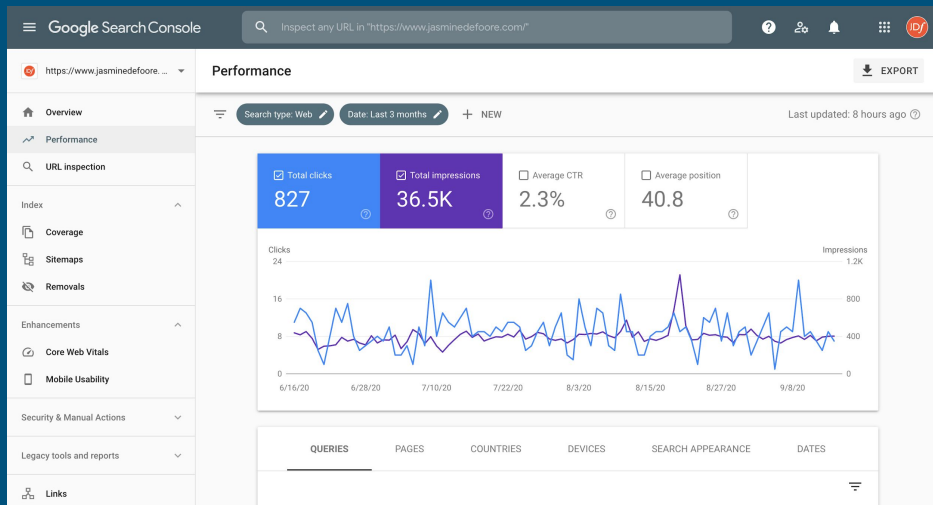 Google Search Console
Inspect any URL in "https://www.jasminedefoore.com/"
JDf
https://www.jasminedefoore. ...
Performance
EXPORT
Overview
Performance
URL inspection
Index
Coverage
Sitemaps
Removals
Enhancements
Core Web Vitals
Mobile Usability
Security & Manual Actions
Legacy tools and reports
Links
Search type: Web
Date: Last 3 months
NEW
Last updated: 8 hours ago
Total clicks
827
Total impressions
36.5K
Average CTR
2.3%
Average position
40.8
Clicks
Impressions
24
16
8
0
1.2K
800
400
0
6/16/20 6/28/20 7/10/20 7/22/20 8/3/20 8/15/20 8/27/20 9/8/20
QUERIES PAGES COUNTRIES DEVICES SEARCH APPEARANCE DATES